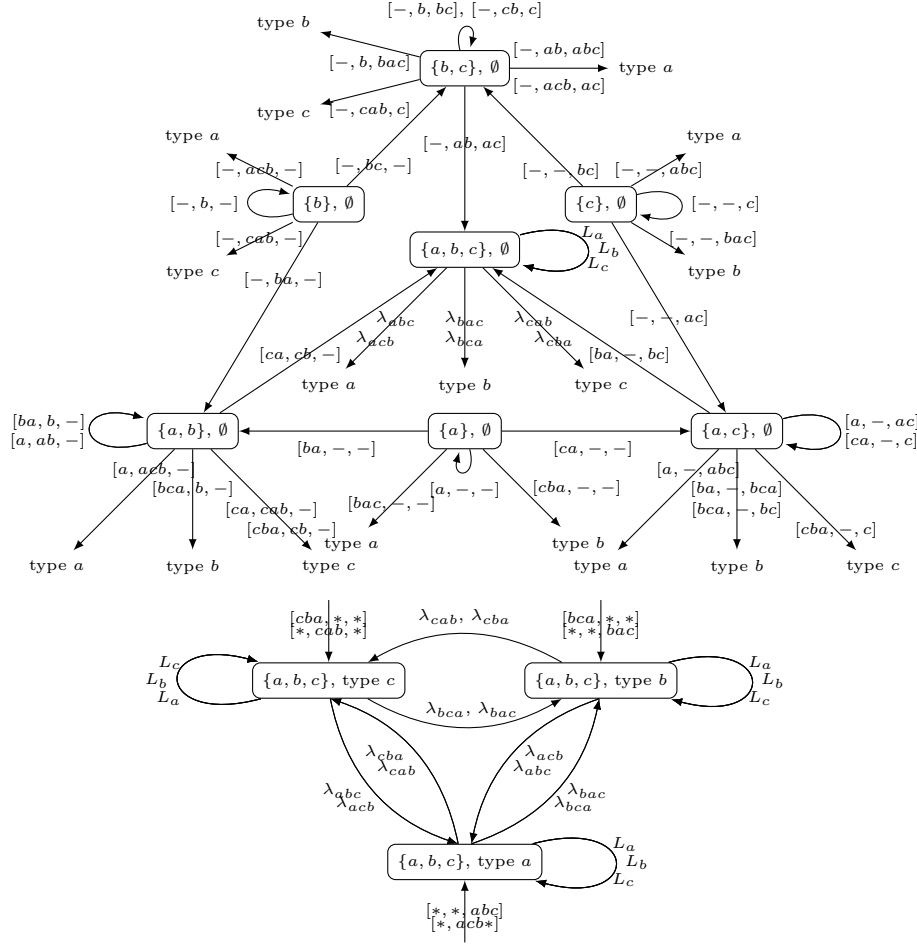 [−, b, bc], [−, cb, c]
type b
[−, ab, abc]
[−, b, bac]
{b, c}, ∅
type a
[−, acb, ac]
type c
[−, cab, c]
type a
[−, ab, ac]
type a
[−, acb, −]
[−, bc, −]
[−, −, bc]
[−, −, abc]
[−, b, −]
{b}, ∅
{c}, ∅
[−, −, c]
[−, cab, −]
[−, −, bac]
type c
type b
[−, ba, −]
{a, b, c}, ∅
L_a
L_b
L_c
[−, −, ac]
λ_abc
λ_acb
λ_bac
λ_bca
λ_cab
λ_cba
[ca, cb, −]
[ba, −, bc]
type a
type b
type c
[ba, b, −]
[a, ab, −]
{a, b}, ∅
[ba, −, −]
{a}, ∅
[ca, −, −]
{a, c}, ∅
[a, −, ac]
[ca, −, c]
[a, acb, −]
[bca, b, −]
[ca, cab, −]
[cba, cb, −]
[a, −, −]
[bac, −, −]
[cba, −, −]
[a, −, abc]
[ba, −, bca]
[bca, −, bc]
[cba, −, c]
type a
type b
type c
type a
type b
type a
type b
type c
[cba, ∗, ∗]
[∗, cab, ∗]
λ_cab, λ_cba
[bca, ∗, ∗]
[∗, ∗, bac]
L_c
L_b
L_a
{a, b, c}, type c
{a, b, c}, type b
L_a
L_b
L_c
λ_bca, λ_bac
λ_cba
λ_cab
λ_acb
λ_abc
λ_abc
λ_acb
λ_bac
λ_bca
{a, b, c}, type a
L_a
L_b
L_c
[∗, ∗, abc]
[∗, acb∗]